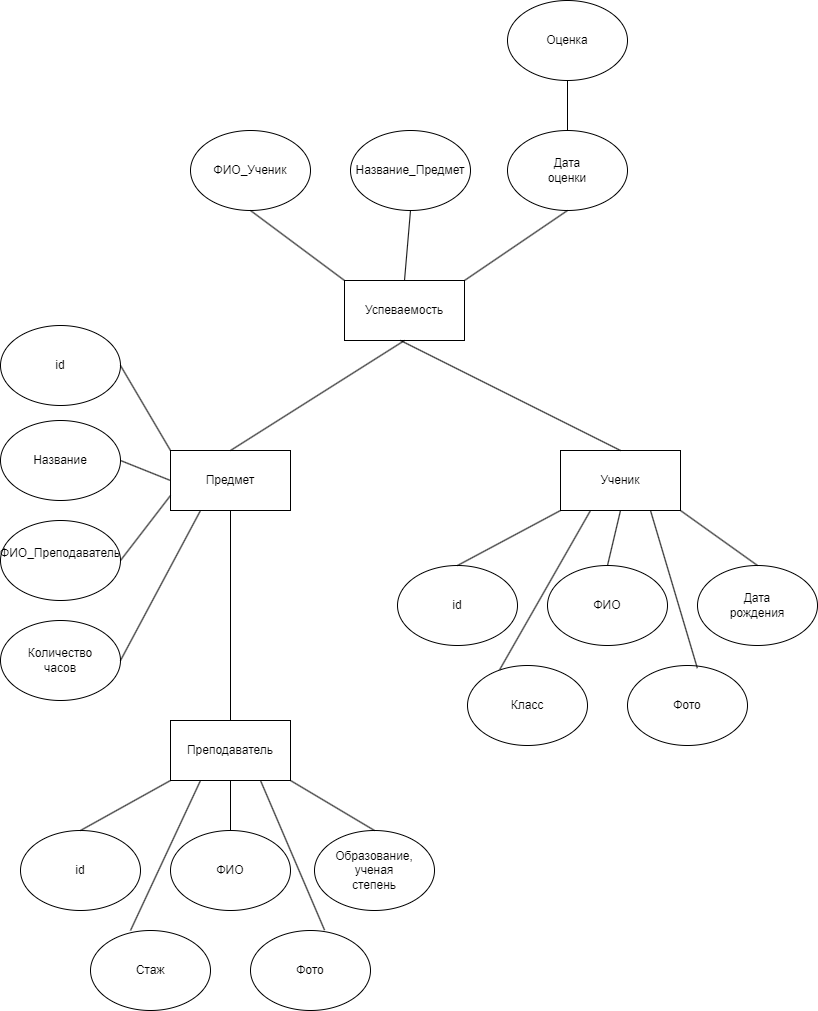 Оценка
ФИО_Ученик
Название_Предмет
Дата
оценки
Успеваемость
id
Название
ФИО_Преподаватель
Количество
часов
Предмет
Ученик
id
ФИО
Дата
рождения
Класс
Фото
Преподаватель
id
ФИО
Образование,
ученая
степень
Стаж
Фото